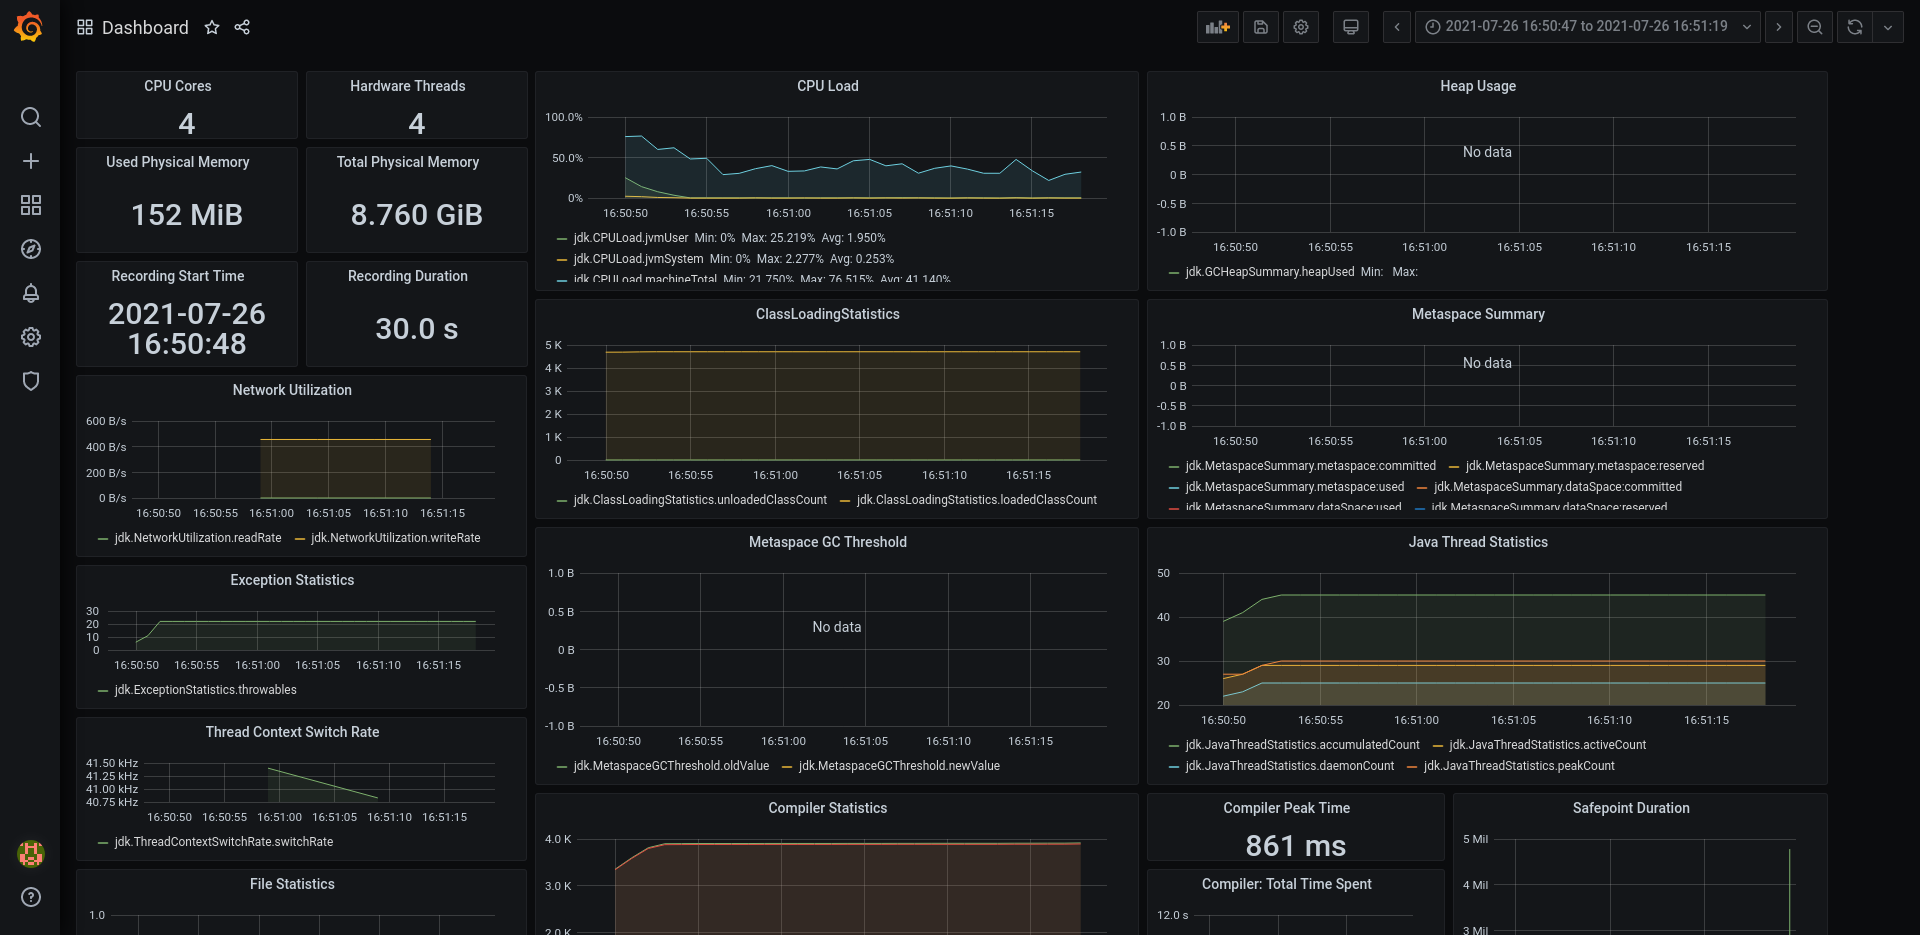 Dashboard
2021-07-26 16:50:47 to 2021-07-26 16:51:19
CPU Cores
4
Hardware Threads
4
Used Physical Memory
152 MiB
Total Physical Memory
8.760 GiB
Recording Start Time
2021-07-26
16:50:48
Recording Duration
30.0 s
Network Utilization
600 B/s
400 B/s
200 B/s
0 B/s
16:50:50 16:50:55 16:51:00 16:51:05 16:51:10 16:51:15
jdk.NetworkUtilization.readRate jdk.NetworkUtilization.writeRate
Exception Statistics
30
20
10
0
16:50:50 16:50:55 16:51:00 16:51:05 16:51:10 16:51:15
jdk.ExceptionStatistics.throwables
Thread Context Switch Rate
41.50 kHz
41.25 kHz
41.00 kHz
40.75 kHz
16:50:50 16:50:55 16:51:00 16:51:05 16:51:10 16:51:15
jdk.ThreadContextSwitchRate.switchRate
File Statistics
1.0
CPU Load
100.0%
50.0%
0%
16:50:50 16:50:55 16:51:00 16:51:05 16:51:10 16:51:15
jdk.CPULoad.jvmUser Min: 0% Max: 25.219% Avg: 1.950%
jdk.CPULoad.jvmSystem Min: 0% Max: 2.277% Avg: 0.253%
jdk.CPULoad.machineTotal Min: 21.750% Max: 76.515% Avg: 41.140%
ClassLoadingStatistics
5 K
4 K
3 K
2 K
1 K
0
16:50:50 16:50:55 16:51:00 16:51:05 16:51:10 16:51:15
jdk.ClassLoadingStatistics.unloadedClassCount jdk.ClassLoadingStatistics.loadedClassCount
Metaspace GC Threshold
1.0 B
0.5 B
No data
0 B
-0.5 B
-1.0 B
16:50:50 16:50:55 16:51:00 16:51:05 16:51:10 16:51:15
jdk.MetaspaceGCThreshold.oldValue jdk.MetaspaceGCThreshold.newValue
Compiler Statistics
4.0 K
3.0 K
2.0 K
Heap Usage
1.0 B
0.5 B
No data
0 B
-0.5 B
-1.0 B
16:50:50 16:50:55 16:51:00 16:51:05 16:51:10 16:51:15
jdk.GCHeapSummary.heapUsed Min: Max:
Metaspace Summary
1.0 B
0.5 B
No data
0 B
-0.5 B
-1.0 B
16:50:50 16:50:55 16:51:00 16:51:05 16:51:10 16:51:15
jdk.MetaspaceSummary.metaspace:committed jdk.MetaspaceSummary.metaspace:reserved
jdk.MetaspaceSummary.metaspace:used jdk.MetaspaceSummary.dataSpace:committed
jdk.MetaspaceSummary.dataSpace:used jdk.MetaspaceSummary.dataSpace:reserved
Java Thread Statistics
50
40
30
20
16:50:50 16:50:55 16:51:00 16:51:05 16:51:10 16:51:15
jdk.JavaThreadStatistics.accumulatedCount jdk.JavaThreadStatistics.activeCount
jdk.JavaThreadStatistics.daemonCount jdk.JavaThreadStatistics.peakCount
Compiler Peak Time
861 ms
Compiler: Total Time Spent
12.0 s
Safepoint Duration
5 Mil
4 Mil
3 Mil